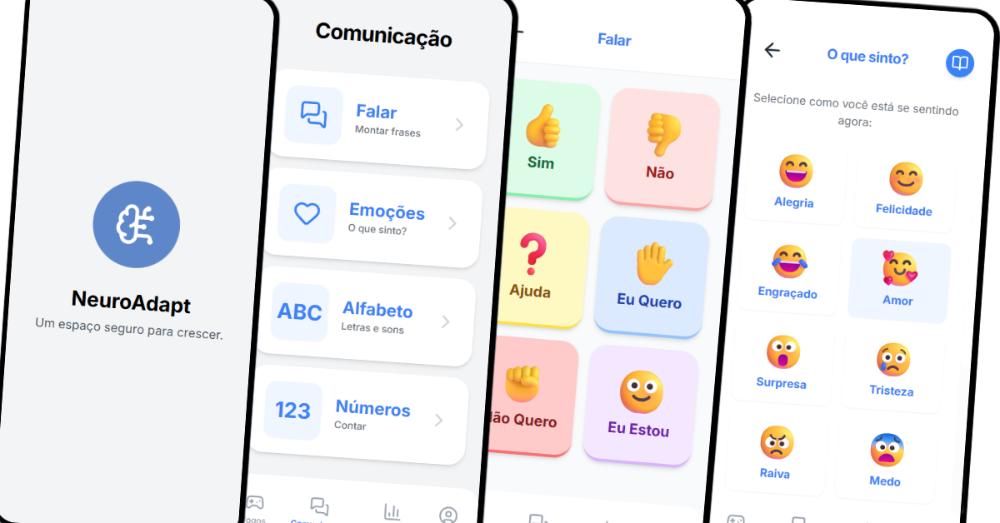 NeuroAdapt
Um espaço seguro para crescer.
Comunicação
Falar
Montar frases
Emoções
O que sinto?
ABC
Alfabeto
Letras e sons
123
Números
Contar
Falar
Sim
Não
Ajuda
Eu Quero
ão Quero
Eu Estou
O que sinto?
Selecione como você está se sentindo
agora:
Alegria
Felicidade
Engraçado
Amor
Surpresa
Tristeza
Raiva
Medo